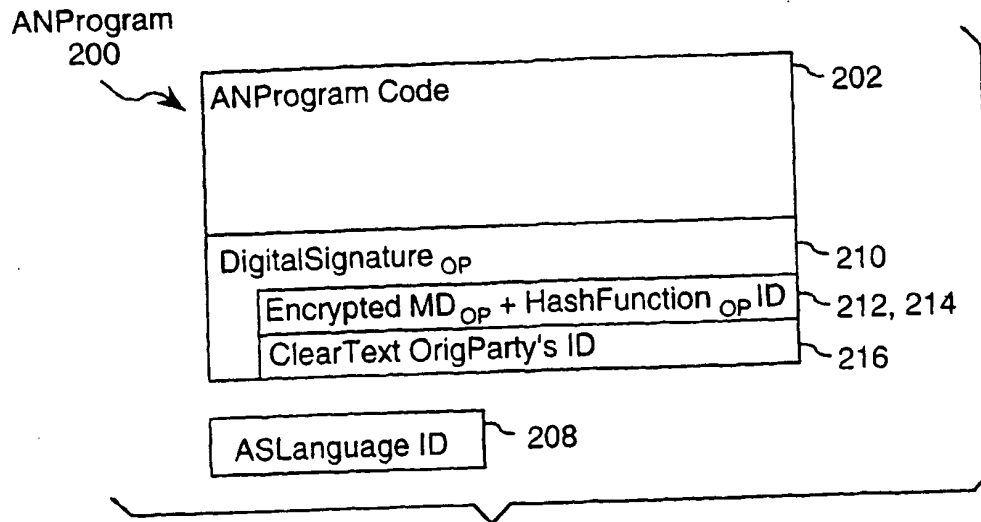 ANProgram
200
ANProgram Code
202
DigitalSignature OP
210
Encrypted MD OP + HashFunction OP ID
212, 214
ClearText OrigParty's ID
216
ASLanguage ID
208